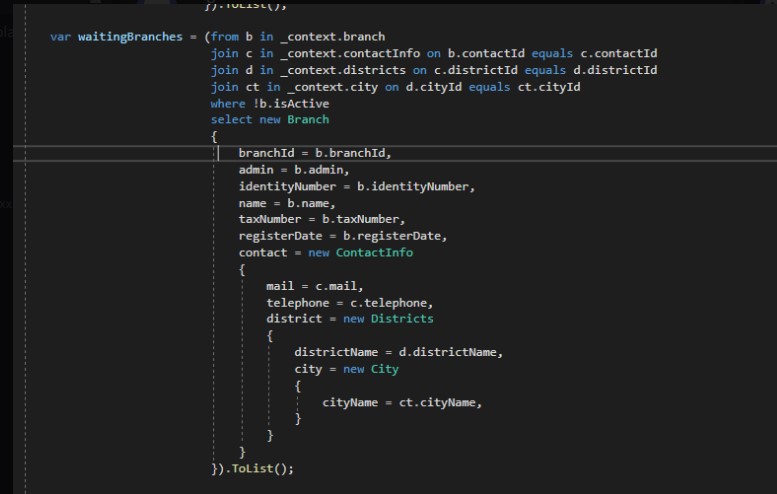 }).ToList();
var waitingBranches = (from b in _context.branch
join c in _context.contactInfo on b.contactId equals c.contactId
join d in _context.districts on c.districtId equals d.districtId
join ct in _context.city on d.cityId equals ct.cityId
where !b.isActive
select new Branch
{
branchId = b.branchId,
admin = b.admin,
identityNumber = b.identityNumber,
name = b.name,
taxNumber = b.taxNumber,
registerDate = b.registerDate,
contact = new ContactInfo
{
mail = c.mail,
telephone = c.telephone,
district = new Districts
{
districtName = d.districtName,
city = new City
{
cityName = ct.cityName,
}
}
}
}).ToList();